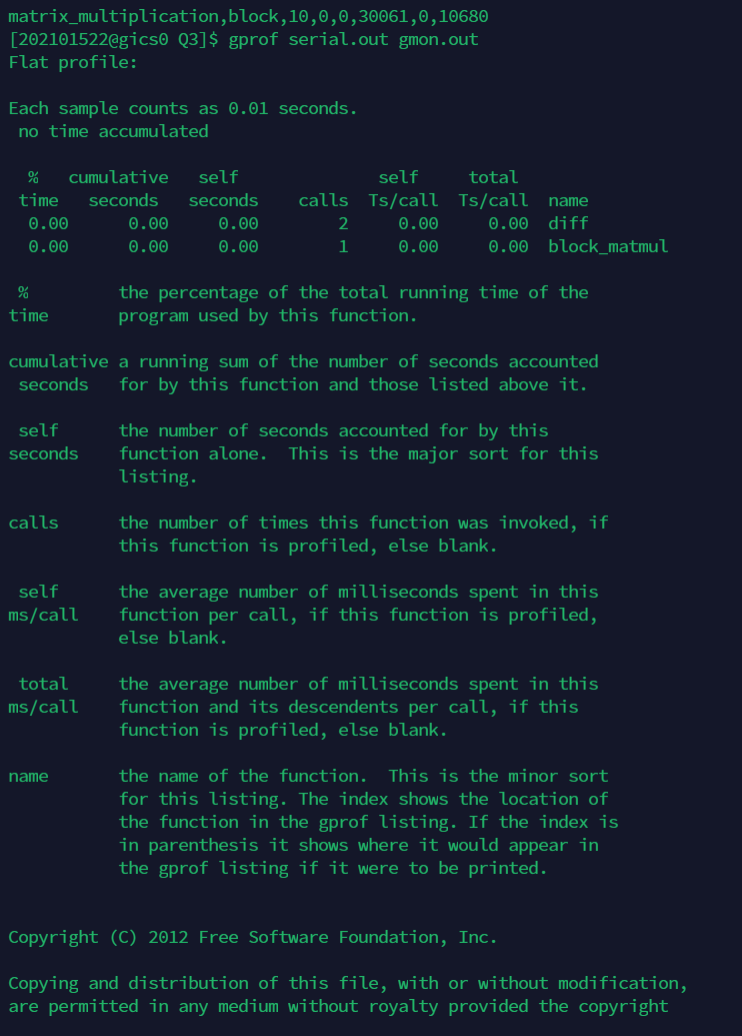 matrix_multiplication,block,10,0,0,30061,0,10680
[202101522@gics0 Q3]$ gprof serial.out gmon.out
Flat profile:
Each sample counts as 0.01 seconds.
no time accumulated
% cumulative self self total
time seconds seconds calls Ts/call Ts/call name
0.00 0.00 0.00 2 0.00 0.00 diff
0.00 0.00 0.00 1 0.00 0.00 block_matmul
% the percentage of the total running time of the
time program used by this function.
cumulative a running sum of the number of seconds accounted
seconds for by this function and those listed above it.
self the number of seconds accounted for by this
seconds function alone. This is the major sort for this
listing.
calls the number of times this function was invoked, if
this function is profiled, else blank.
self the average number of milliseconds spent in this
ms/call function per call, if this function is profiled,
else blank.
total the average number of milliseconds spent in this
ms/call function and its descendents per call, if this
function is profiled, else blank.
name the name of the function. This is the minor sort
for this listing. The index shows the location of
the function in the gprof listing. If the index is
in parenthesis it shows where it would appear in
the gprof listing if it were to be printed.
Copyright (C) 2012 Free Software Foundation, Inc.
Copying and distribution of this file, with or without modification,
are permitted in any medium without royalty provided the copyright